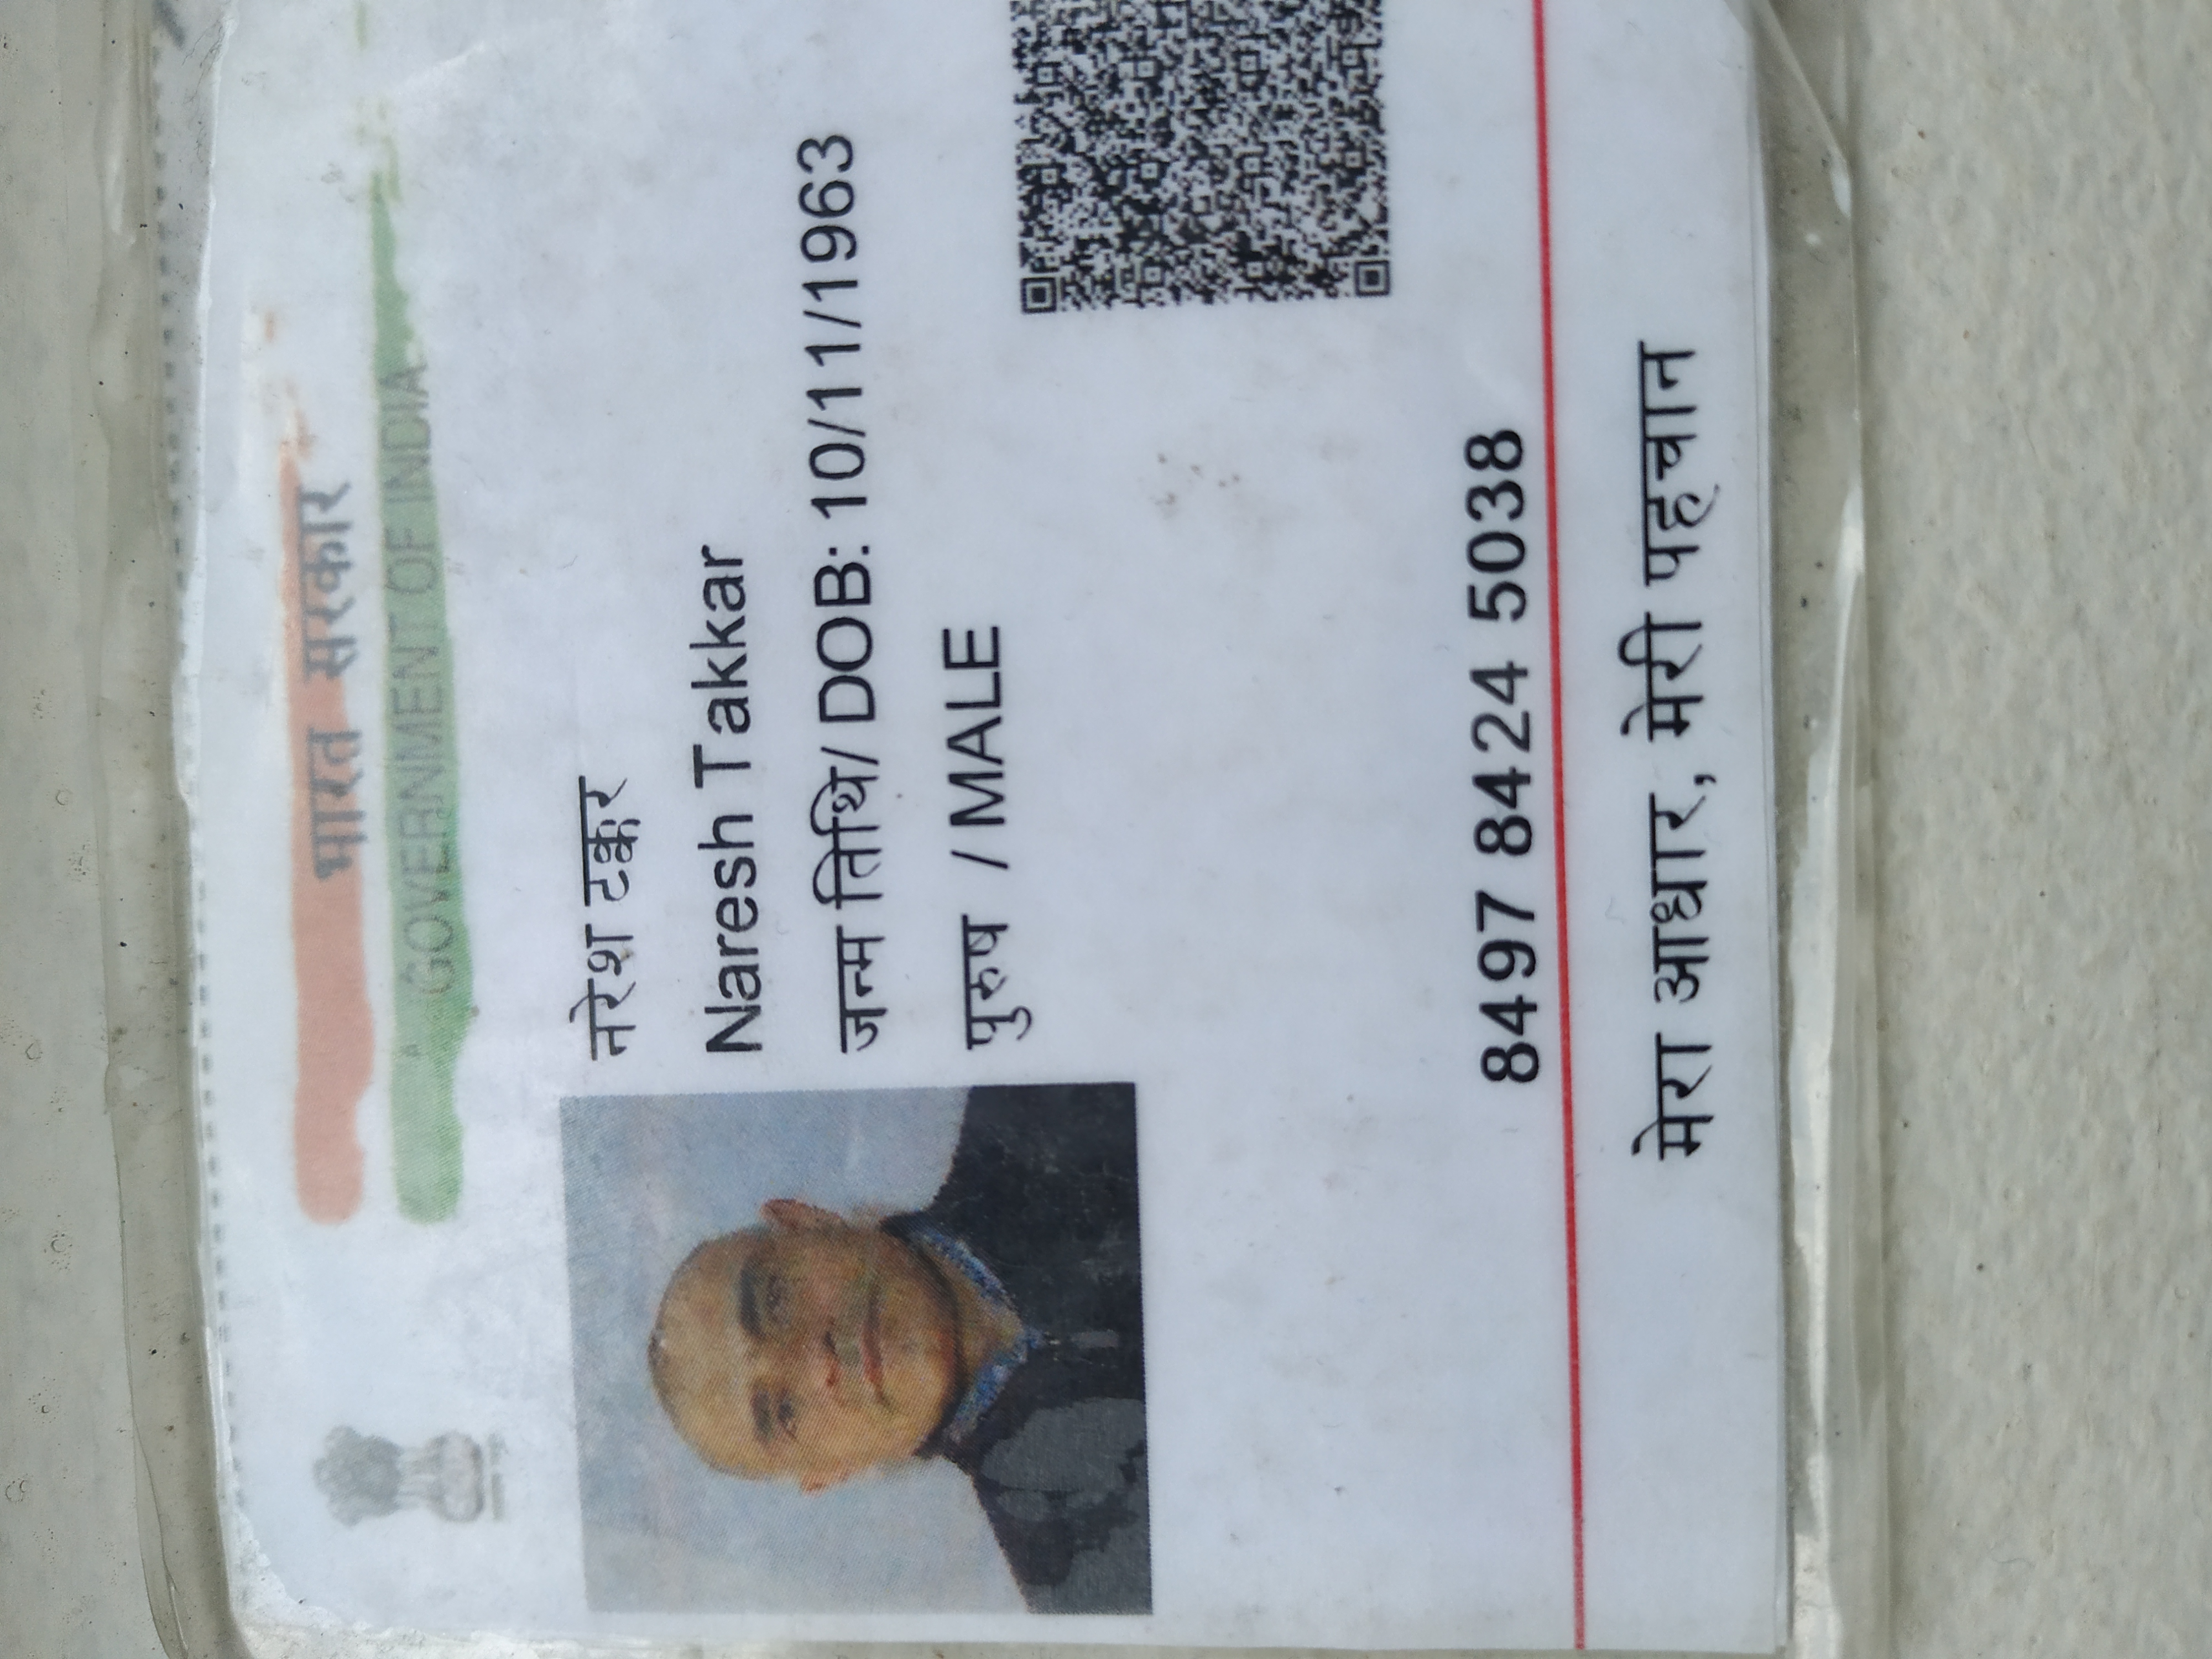 भारत सरकार
GOVERNMENT OF INDIA
नरेश टक्कर
Naresh Takkar
जन्म तिथि/ DOB: 10/11/1963
पुरुष / MALE
8497 8424 5038
मेरा आधार, मेरी पहचान